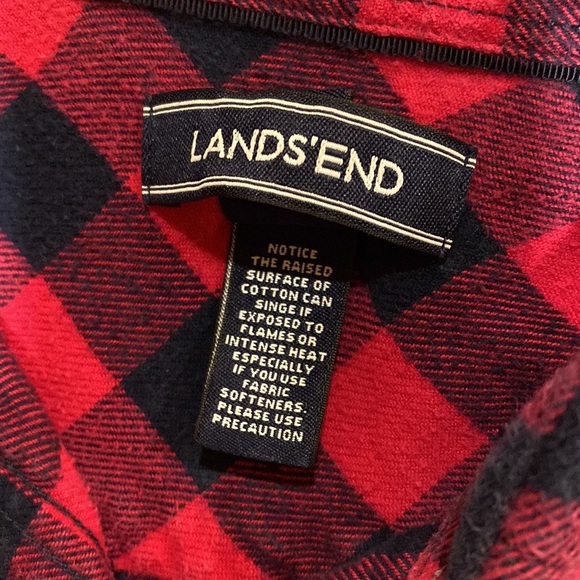 LANDS'END
NOTICE
THE RAISED
SURFACE OF
COTTON CAN
SINGE IF
EXPOSED TO
FLAMES OR
INTENSE HEAT
ESPECIALLY
IF YOU USE
FABRIC
SOFTENERS.
PLEASE USE
PRECAUTION